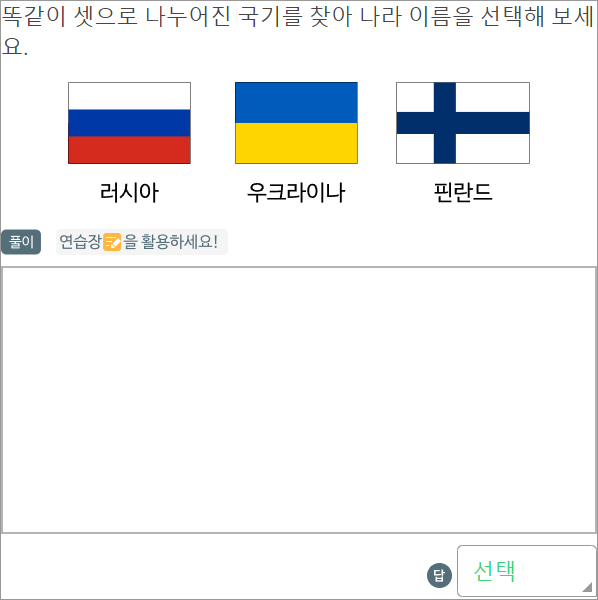 똑같이 셋으로 나누어진 국기를 찾아 나라 이름을 선택해 보세
요.
러시아 우크라이나 핀란드
풀이 연습장을 활용하세요!
답 선택